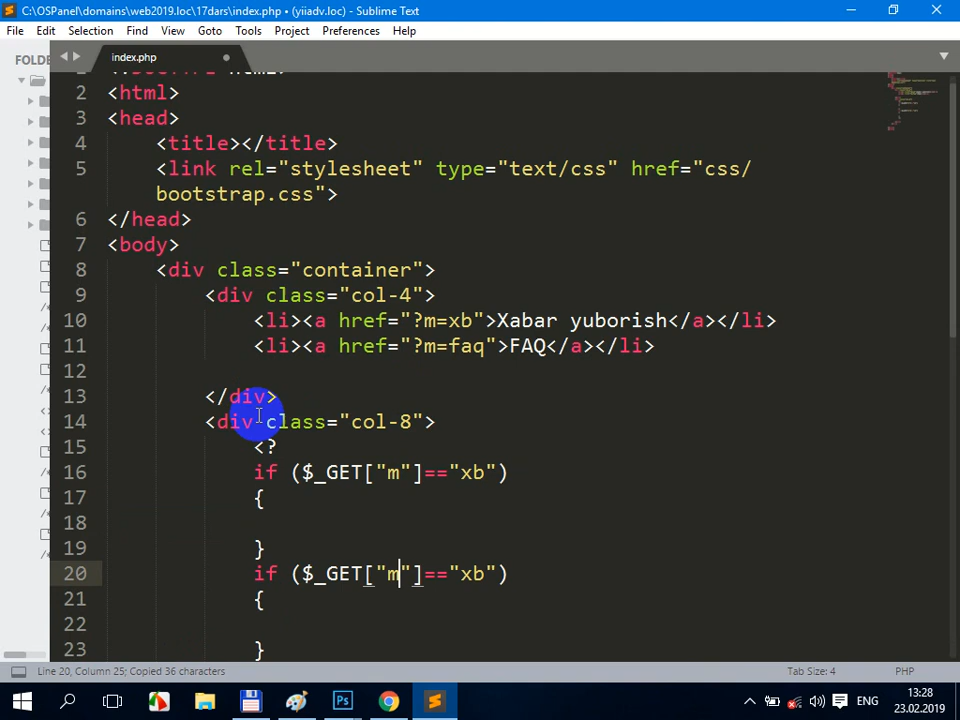 C:\OSPanel\domains\web2019.loc\17dars\index.php • (yiiadv.loc) - Sublime Text
File Edit Selection Find View Goto Tools Project Preferences Help
FOLDE
index.php
2 <html>
3 <head>
4 <title></title>
5 <link rel="stylesheet" type="text/css" href="css/
bootstrap.css">
6 </head>
7 <body>
8 <div class="container">
9 <div class="col-4">
10 <li><a href="?m=xb">Xabar yuborish</a></li>
11 <li><a href="?m=faq">FAQ</a></li>
12
13 </div>
14 <div class="col-8">
15 <?
16 if ($_GET["m"]=="xb")
17 {
18
19 }
20 if ($_GET["m"]=="xb")
21 {
22
23 }
Line 20, Column 25; Copied 36 characters
Tab Size: 4
PHP
Ps
ENG
13:28
23.02.2019